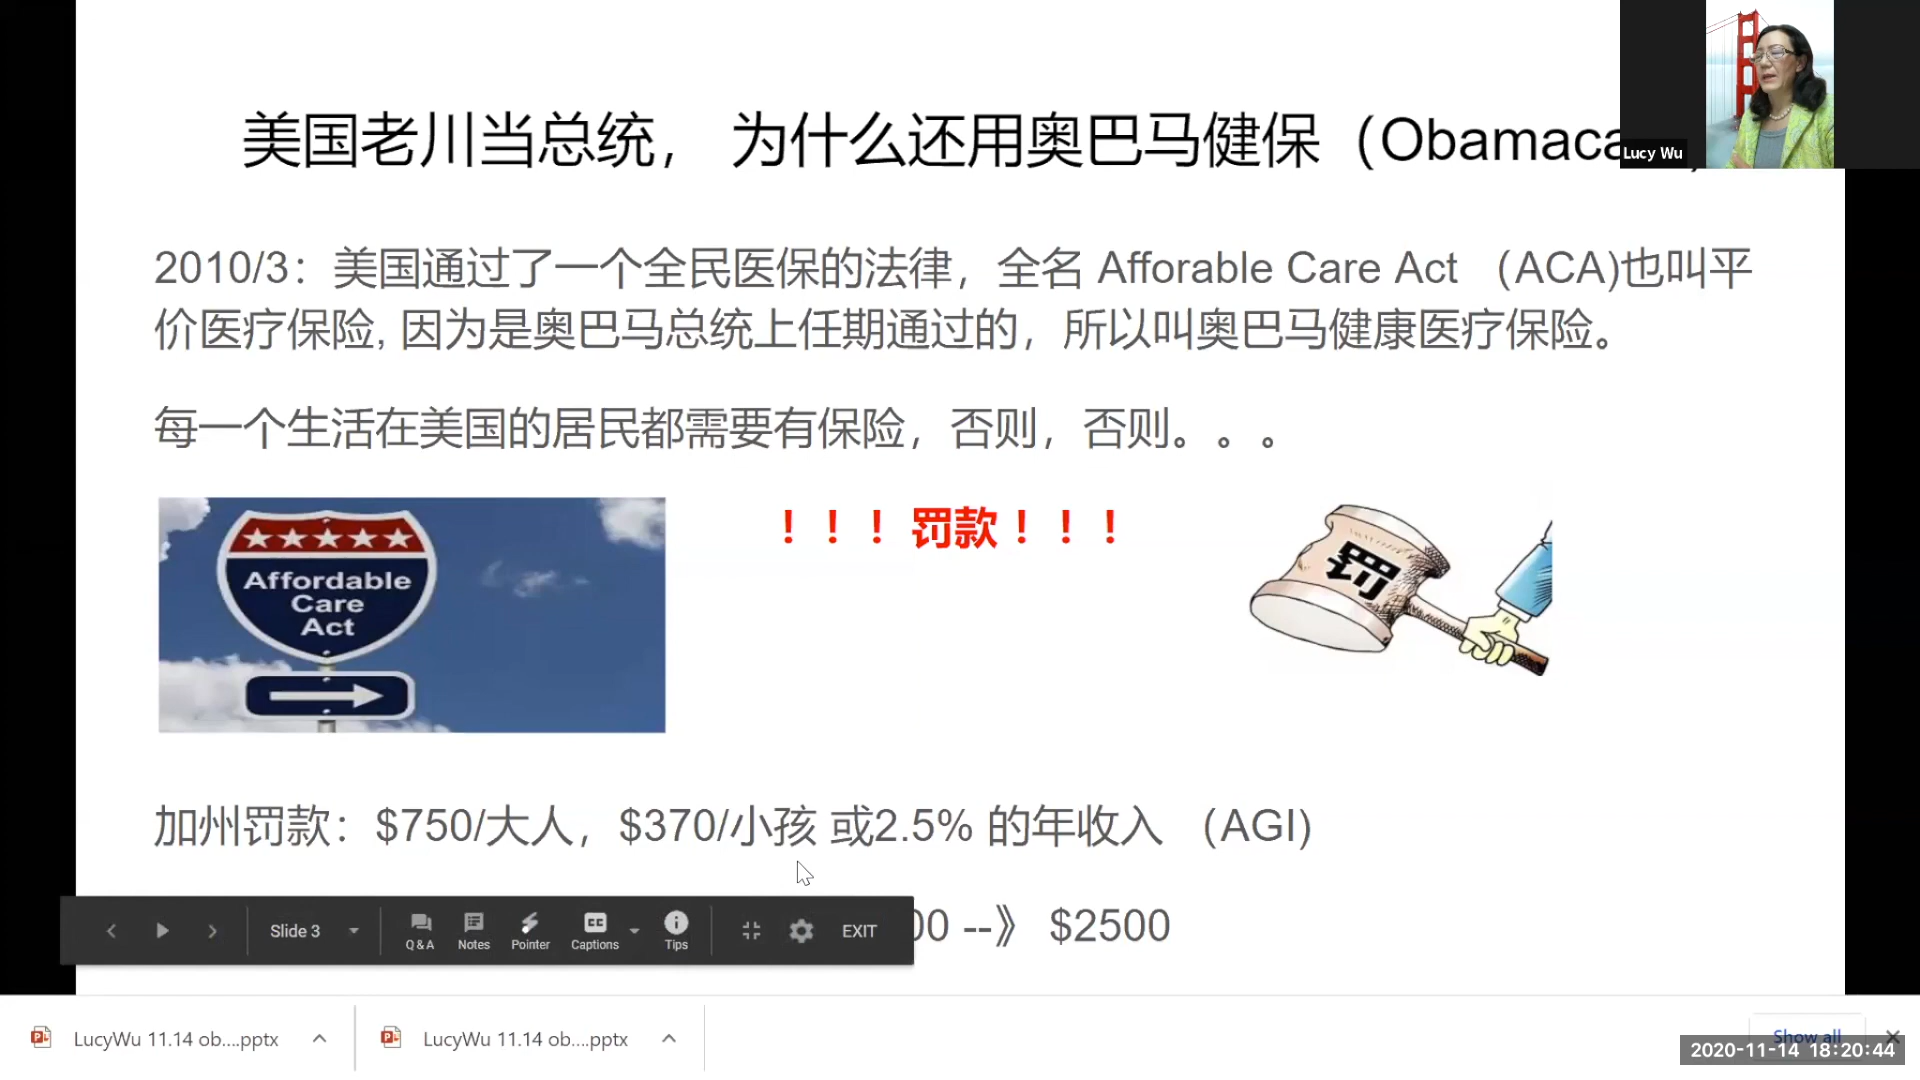 美国老川当总统， 为什么还用奥巴马健保（Obamaca
Lucy Wu
2010/3：美国通过了一个全民医保的法律，全名 Afforable Care Act （ACA)也叫平
价医疗保险, 因为是奥巴马总统上任期通过的，所以叫奥巴马健康医疗保险。
每一个生活在美国的居民都需要有保险，否则，否则。。。
！！！罚款！！！
罚
Affordable
Care
Act
加州罚款：$750/大人，$370/小孩 或2.5% 的年收入 （AGI)
00 --》 $2500
Slide 3
Q & A
Notes
Pointer
CC
Captions
Tips
EXIT
LucyWu 11.14 ob....pptx
LucyWu 11.14 ob....pptx
Show all
2020-11-14 18:20:44